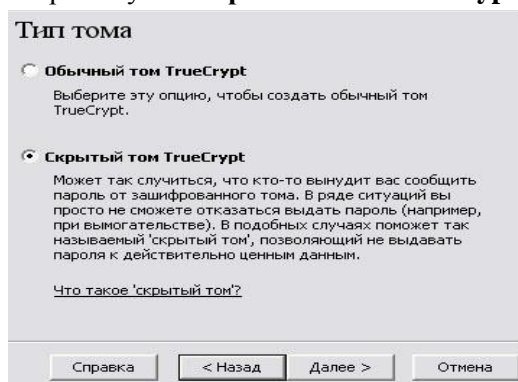 Тип тома
Обычный том TrueCrypt
Выберите эту опцию, чтобы создать обычный том
TrueCrypt.
Скрытый том TrueCrypt
Может так случиться, что кто-то вынудит вас сообщить
пароль от зашифрованного тома. В ряде ситуаций вы
просто не сможете отказаться выдать пароль (например,
при вымогательстве). В подобных случаях поможет так
называемый 'скрытый том', позволяющий не выдавать
пароля к действительно ценным данным.
Что такое 'скрытый том'?
Справка < Назад Далее > Отмена